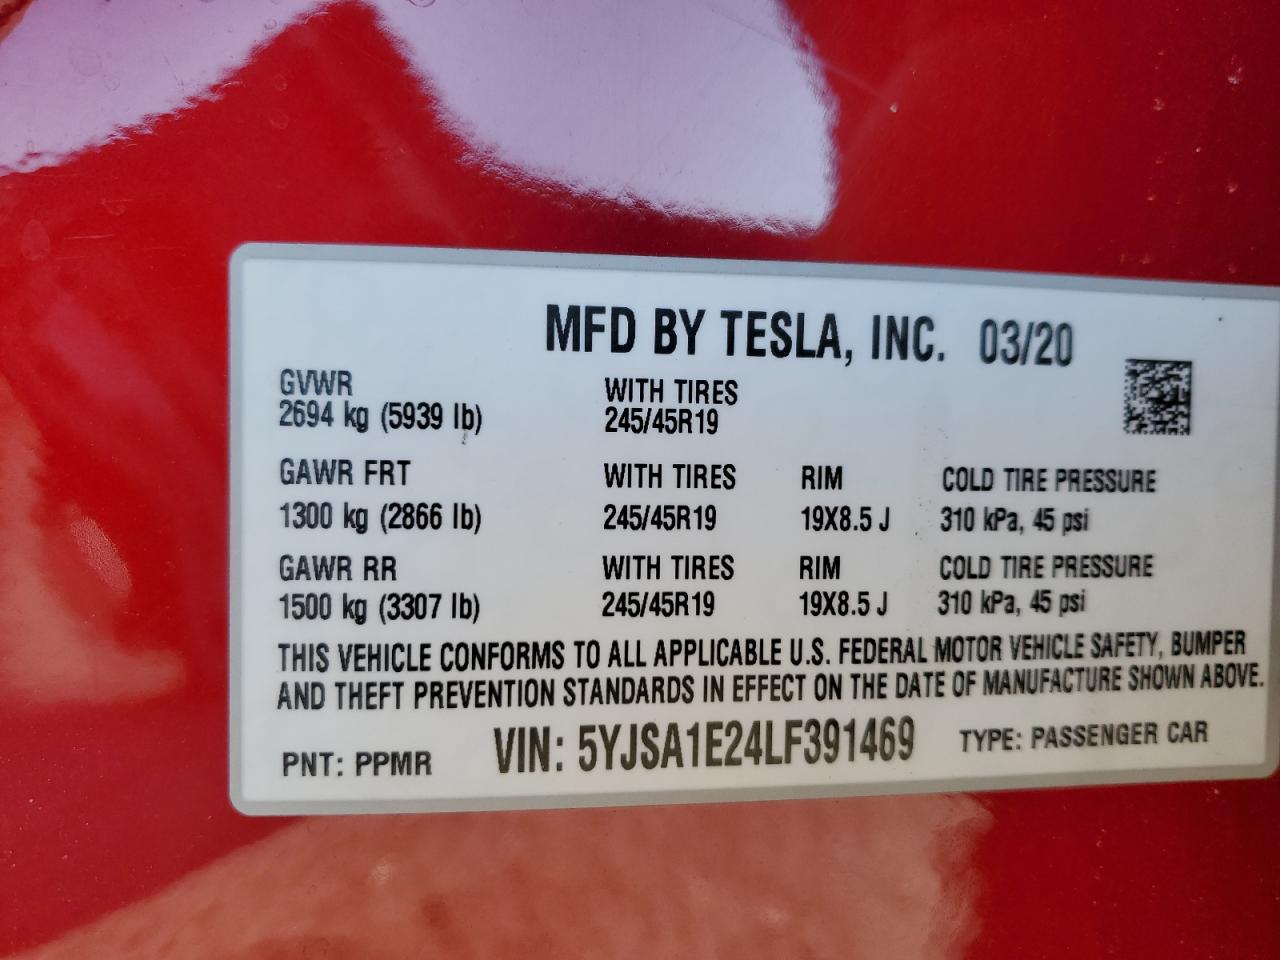 MFD BY TESLA, INC. 03/20
GVWR WITH TIRES
2694 kg (5939 lb) 245/45R19
GAWR FRT WITH TIRES RIM COLD TIRE PRESSURE
1300 kg (2866 lb) 245/45R19 19X8.5 J 310 kPa, 45 psi
GAWR RR WITH TIRES RIM COLD TIRE PRESSURE
1500 kg (3307 lb) 245/45R19 19X8.5 J 310 kPa, 45 psi
THIS VEHICLE CONFORMS TO ALL APPLICABLE U.S. FEDERAL MOTOR VEHICLE SAFETY, BUMPER
AND THEFT PREVENTION STANDARDS IN EFFECT ON THE DATE OF MANUFACTURE SHOWN ABOVE.
PNT: PPMR VIN: 5YJSA1E24LF391469 TYPE: PASSENGER CAR